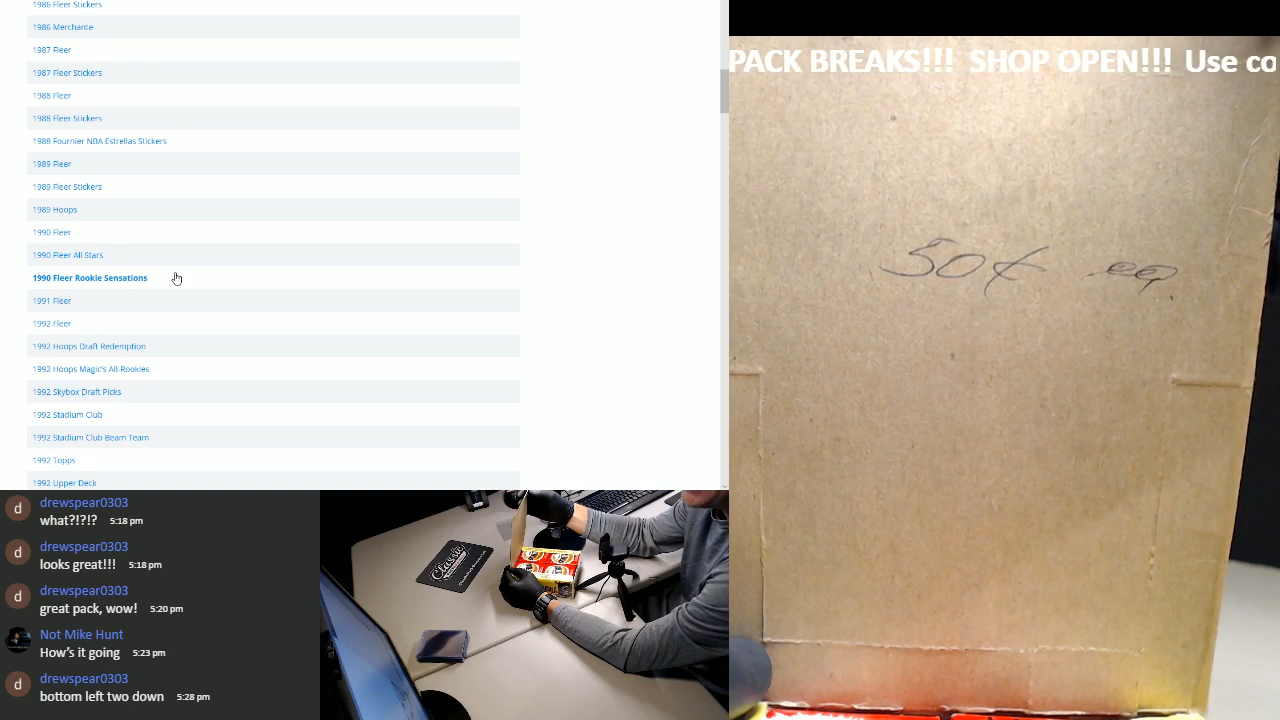 1986 Fleer Stickers
1986 Merchante
1987 Fleer
1987 Fleer Stickers
1988 Fleer
1988 Fleer Stickers
1988 Fournier NBA Estrellas Stickers
1989 Fleer
1989 Fleer Stickers
1989 Hoops
1990 Fleer
1990 Fleer All Stars
1990 Fleer Rookie Sensations
1991 Fleer
1992 Fleer
1992 Hoops Draft Redemption
1992 Hoops Magic's All-Rookies
1992 Skybox Draft Picks
1992 Stadium Club
1992 Stadium Club Beam Team
1992 Topps
1992 Upper Deck
PACK BREAKS!!! SHOP OPEN!!! Use co
50¢ ea
d
drewspear0303
what?!?!? 5:18 pm
d
drewspear0303
looks great!!! 5:18 pm
d
drewspear0303
great pack, wow! 5:20 pm
Not Mike Hunt
How's it going 5:23 pm
d
drewspear0303
bottom left two down 5:28 pm
Classic